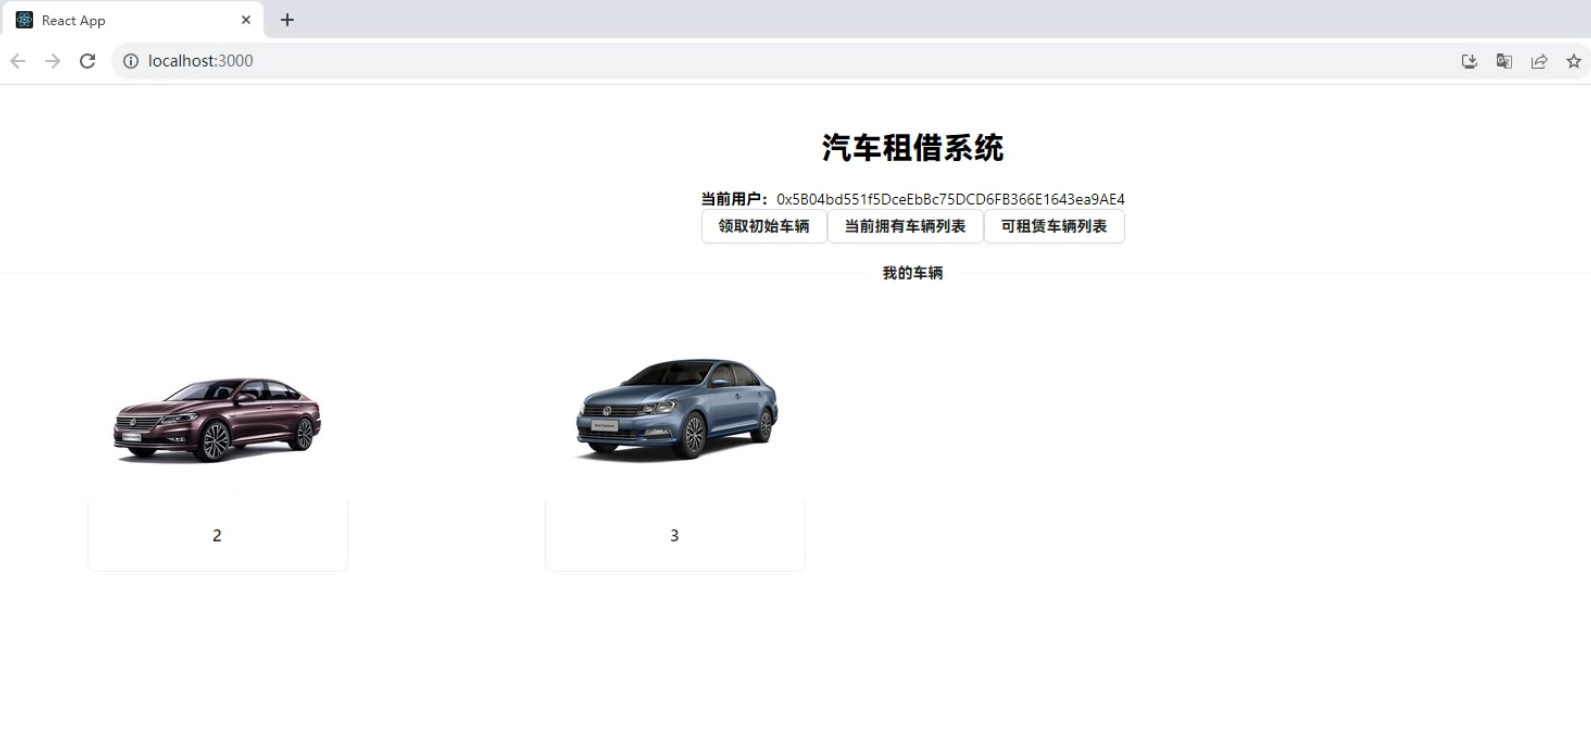 React App
localhost:3000
汽车租借系统
当前用户：0x5B04bd551f5DceEbBc75DCD6FB366E1643ea9AE4
领取初始车辆 当前拥有车辆列表 可租赁车辆列表
我的车辆
2 3